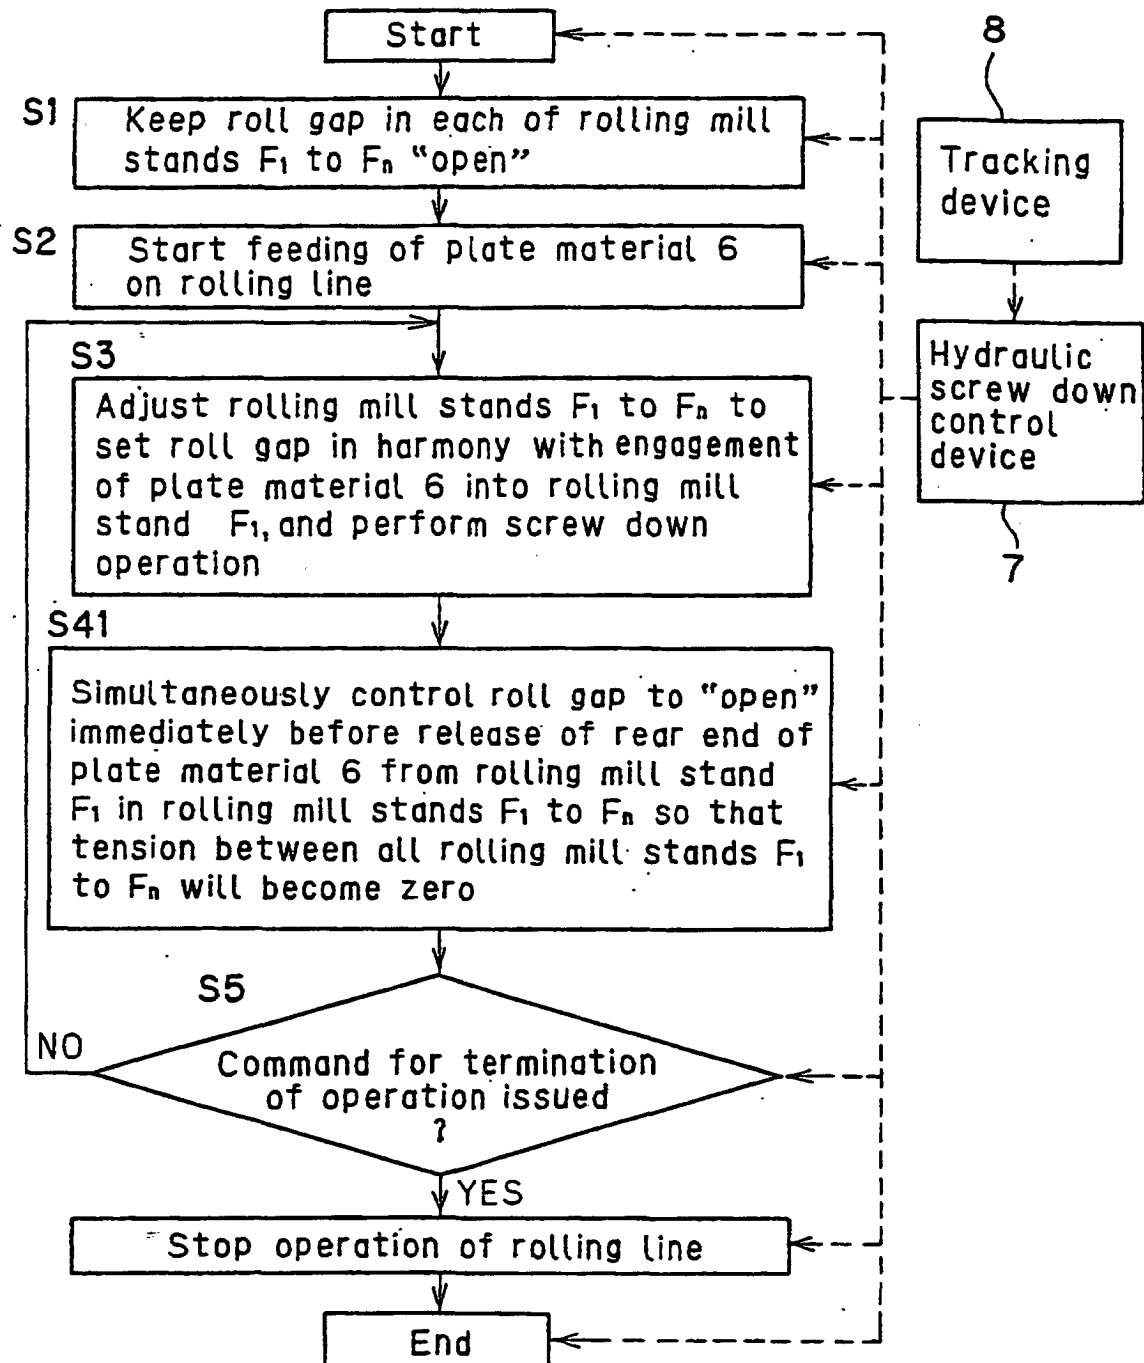 Start
8
S1
Keep roll gap in each of rolling mill
stands F1 to Fn "open"
Tracking
device
S2
Start feeding of plate material 6
on rolling line
S3
Adjust rolling mill stands F1 to Fn to
set roll gap in harmony with engagement
of plate material 6 into rolling mill
stand F1, and perform screw down
operation
Hydraulic
screw down
control
device
7
S41
Simultaneously control roll gap to "open"
immediately before release of rear end of
plate material 6 from rolling mill stand
F1 in rolling mill stands F1 to Fn so that
tension between all rolling mill stands F1
to Fn will become zero
S5
NO
Command for termination
of operation issued
?
YES
Stop operation of rolling line
End